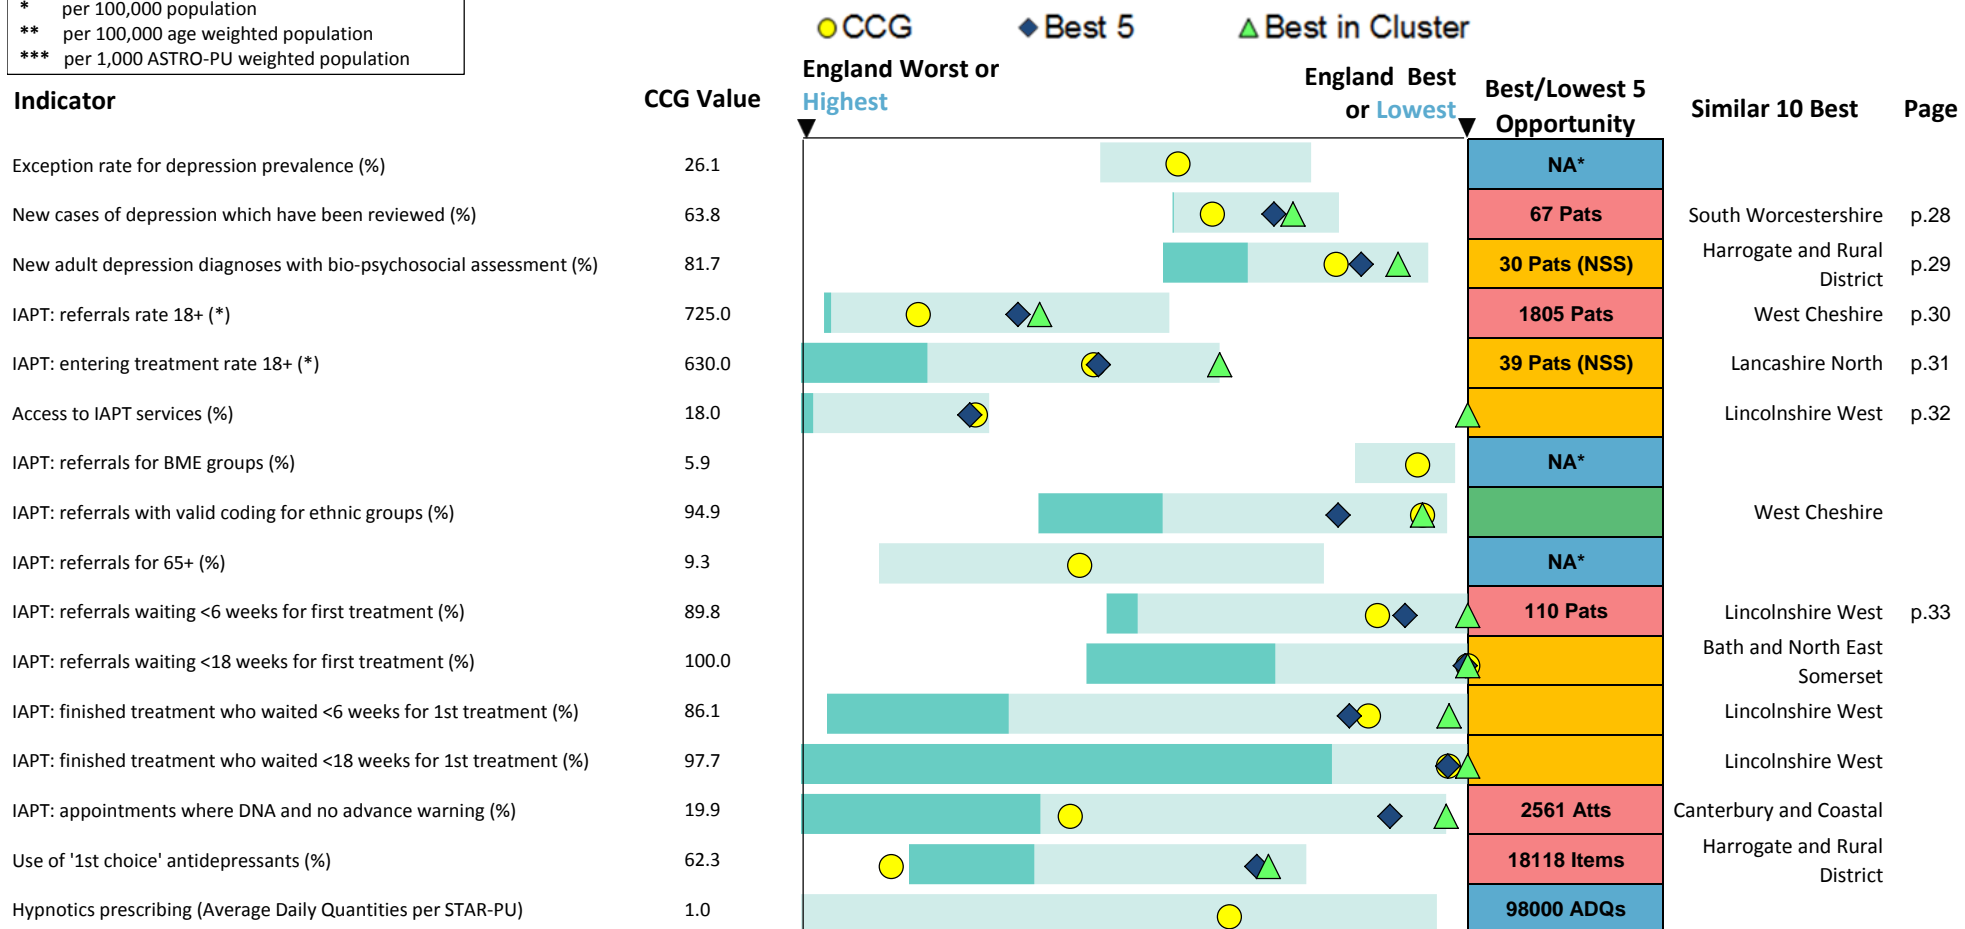 * per 100,000 population
** per 100,000 age weighted population
*** per 1,000 ASTRO-PU weighted population
CCG Best 5 Best in Cluster
Indicator CCG Value England Worst or Highest England Best or Lowest Best/Lowest 5 Opportunity Similar 10 Best Page
Exception rate for depression prevalence (%) 26.1 NA*
New cases of depression which have been reviewed (%) 63.8 67 Pats South Worcestershire p.28
New adult depression diagnoses with bio-psychosocial assessment (%) 81.7 30 Pats (NSS) Harrogate and Rural District p.29
IAPT: referrals rate 18+ (*) 725.0 1805 Pats West Cheshire p.30
IAPT: entering treatment rate 18+ (*) 630.0 39 Pats (NSS) Lancashire North p.31
Access to IAPT services (%) 18.0 Lincolnshire West p.32
IAPT: referrals for BME groups (%) 5.9 NA*
IAPT: referrals with valid coding for ethnic groups (%) 94.9 West Cheshire
IAPT: referrals for 65+ (%) 9.3 NA*
IAPT: referrals waiting <6 weeks for first treatment (%) 89.8 110 Pats Lincolnshire West p.33
IAPT: referrals waiting <18 weeks for first treatment (%) 100.0 Bath and North East Somerset
IAPT: finished treatment who waited <6 weeks for 1st treatment (%) 86.1 Lincolnshire West
IAPT: finished treatment who waited <18 weeks for 1st treatment (%) 97.7 Lincolnshire West
IAPT: appointments where DNA and no advance warning (%) 19.9 2561 Atts Canterbury and Coastal
Use of '1st choice' antidepressants (%) 62.3 18118 Items Harrogate and Rural District
Hypnotics prescribing (Average Daily Quantities per STAR-PU) 1.0 98000 ADQs